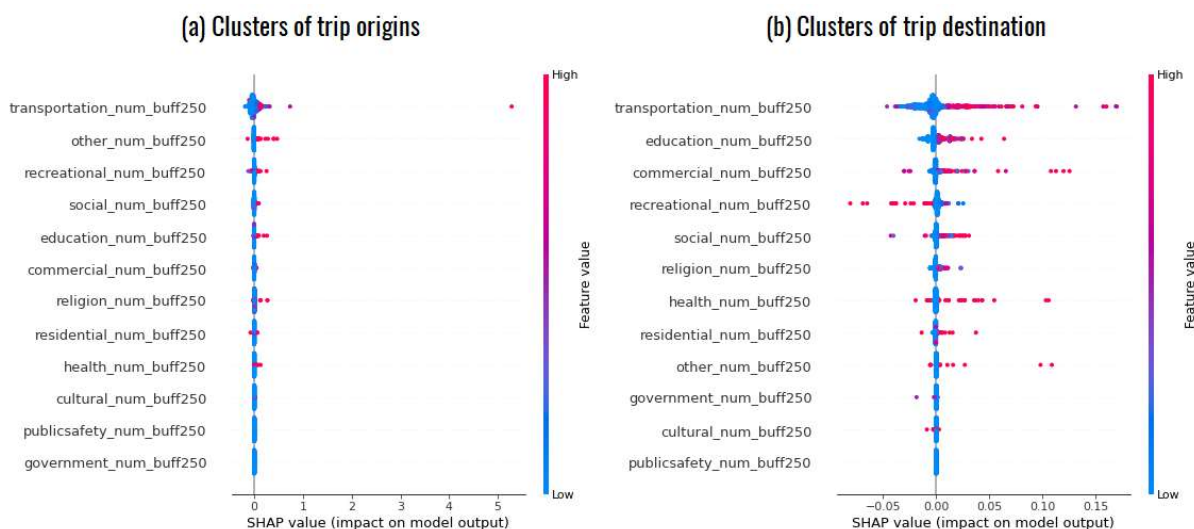 (a) Clusters of trip origins
High
transportation_num_buff250
other_num_buff250
recreational_num_buff250
social_num_buff250
education_num_buff250
commercial_num_buff250
religion_num_buff250
residential_num_buff250
health_num_buff250
cultural_num_buff250
publicsafety_num_buff250
government_num_buff250
Feature value
Low
0 1 2 3 4 5
SHAP value (impact on model output)
(b) Clusters of trip destination
High
transportation_num_buff250
education_num_buff250
commercial_num_buff250
recreational_num_buff250
social_num_buff250
religion_num_buff250
health_num_buff250
residential_num_buff250
other_num_buff250
government_num_buff250
cultural_num_buff250
publicsafety_num_buff250
Feature value
Low
−0.05 0.00 0.05 0.10 0.15
SHAP value (impact on model output)